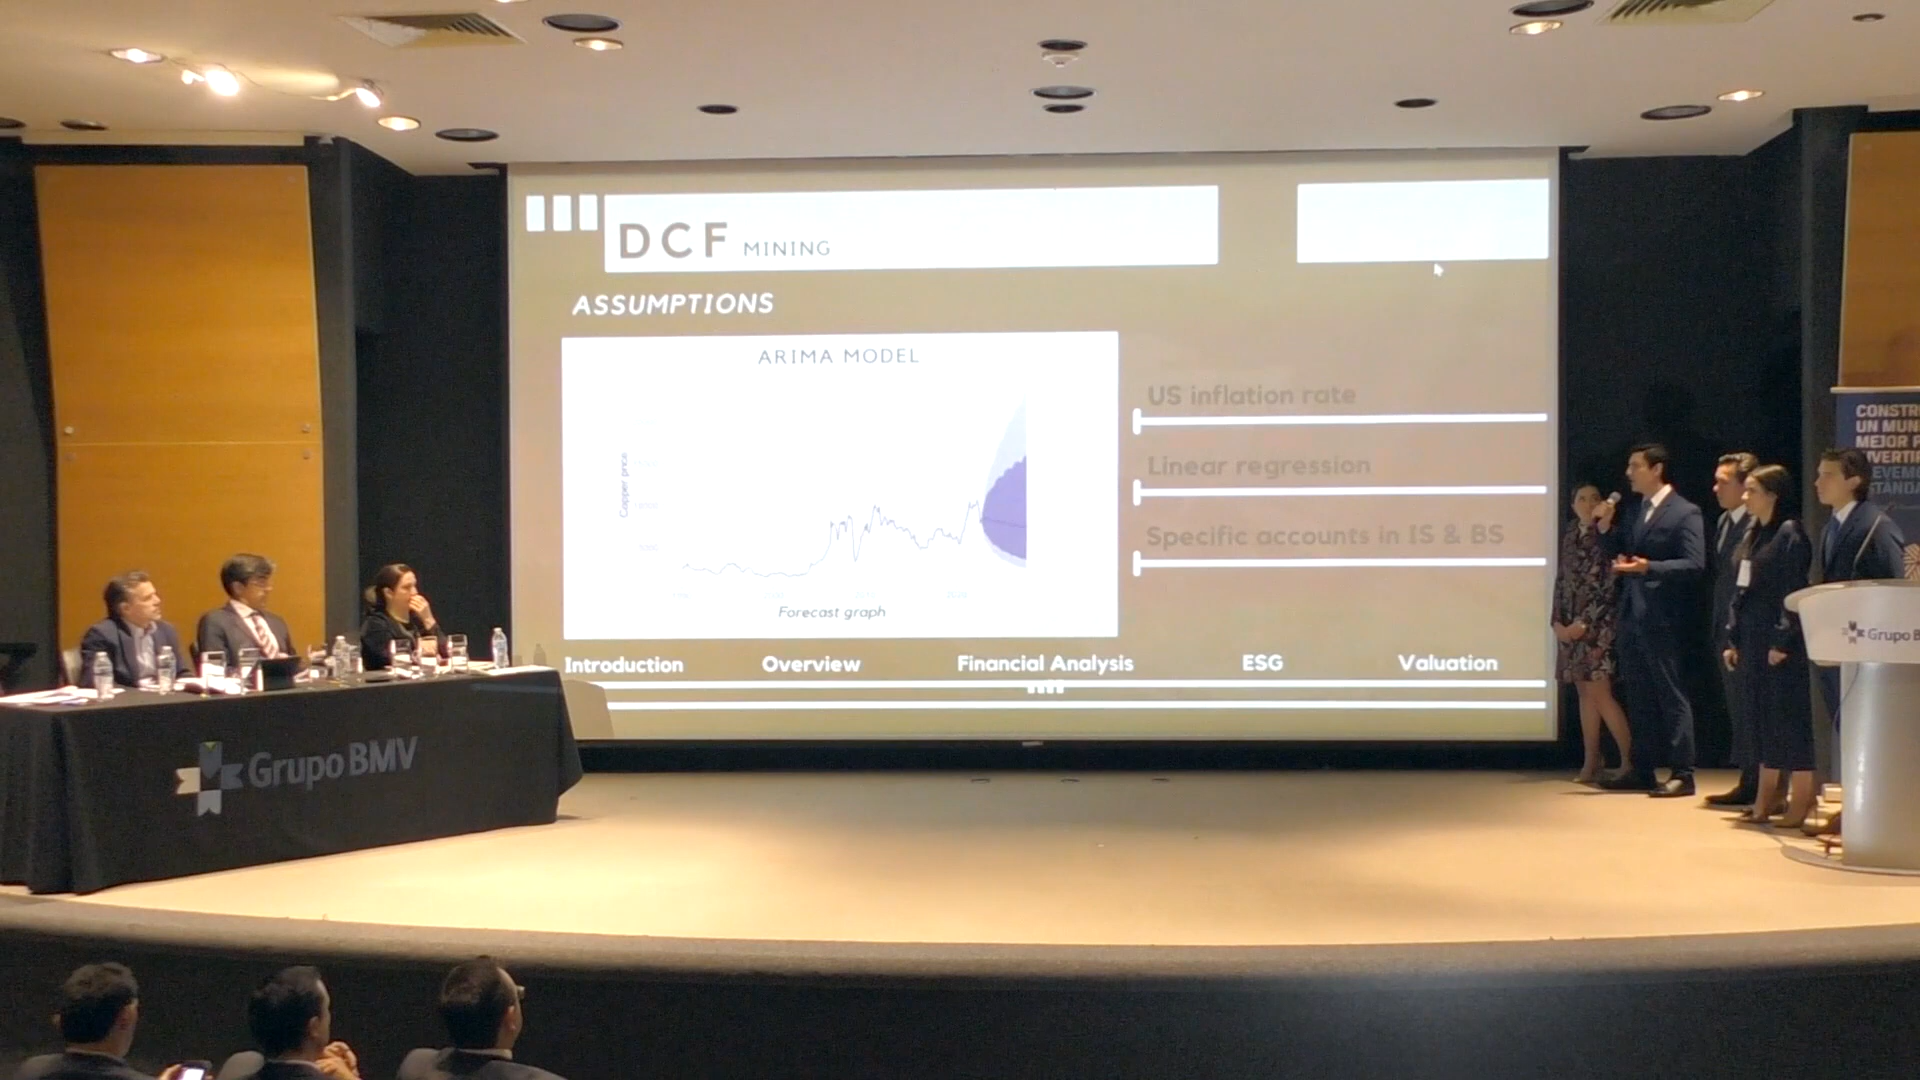 DCF MINING
ASSUMPTIONS
ARIMA MODEL
Copper price
Forecast graph
US inflation rate
Linear regression
Specific accounts in IS & BS
Introduction Overview Financial Analysis ESG Valuation
Grupo BMV
CONSTR
UN MUN
MEJOR P
Grupo B